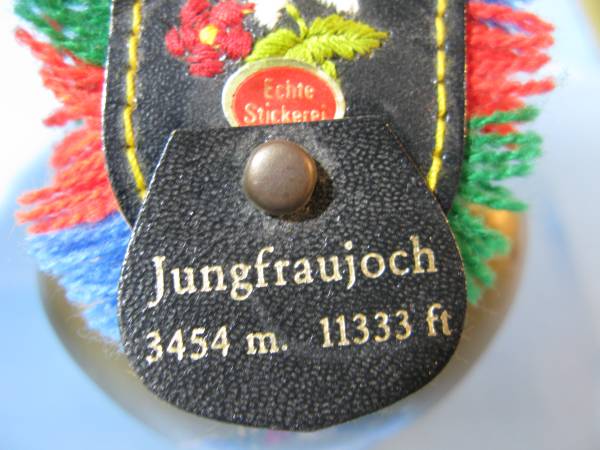 Echte
Stickerei
Jungfraujoch
3454 m. 11333 ft